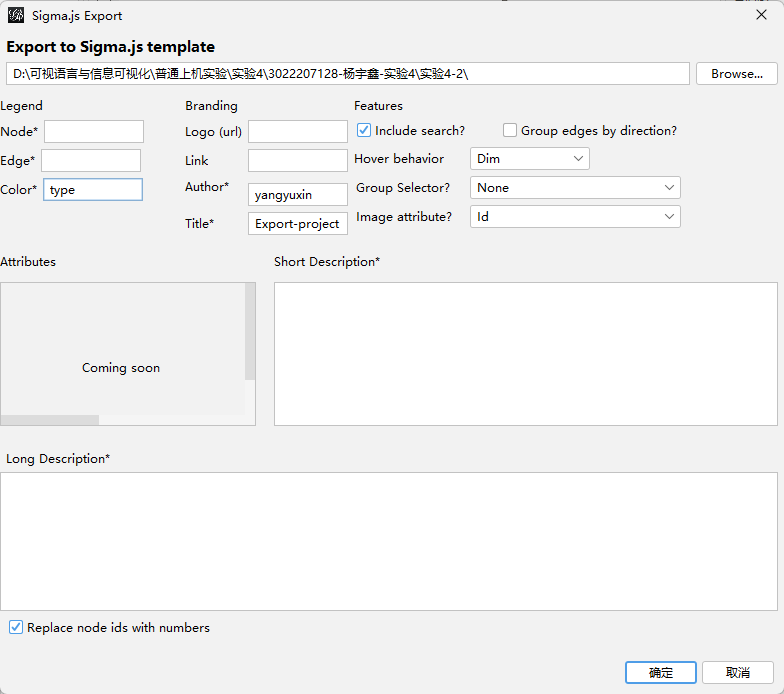 Sigma.js Export
Export to Sigma.js template
D:\可视语言与信息可视化\普通上机实验\实验4\3022207128-杨宇鑫-实验4\实验4-2\
Browse...
Legend
Node*
Edge*
Color* type
Branding
Logo (url)
Link
Author* yangyuxin
Title* Export-project
Features
Include search? Group edges by direction?
Hover behavior Dim
Group Selector? None
Image attribute? Id
Attributes
Coming soon
Short Description*
Long Description*
Replace node ids with numbers
确定 取消